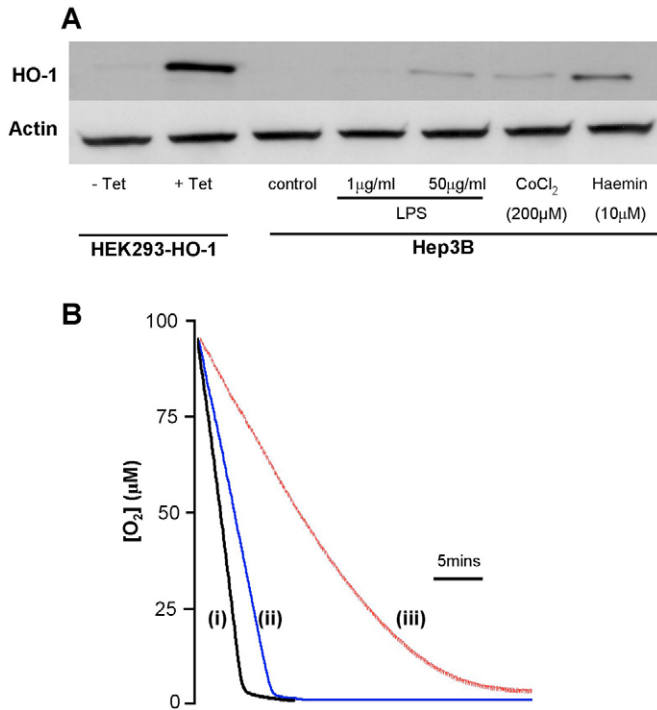 A
HO-1
Actin
- Tet + Tet control 1μg/ml 50μg/ml CoCl₂ Haemin
LPS (200μM) (10μM)
HEK293-HO-1 Hep3B
B
100
75
50
25
0
[O₂] (μM)
5mins
(i) (ii) (iii)